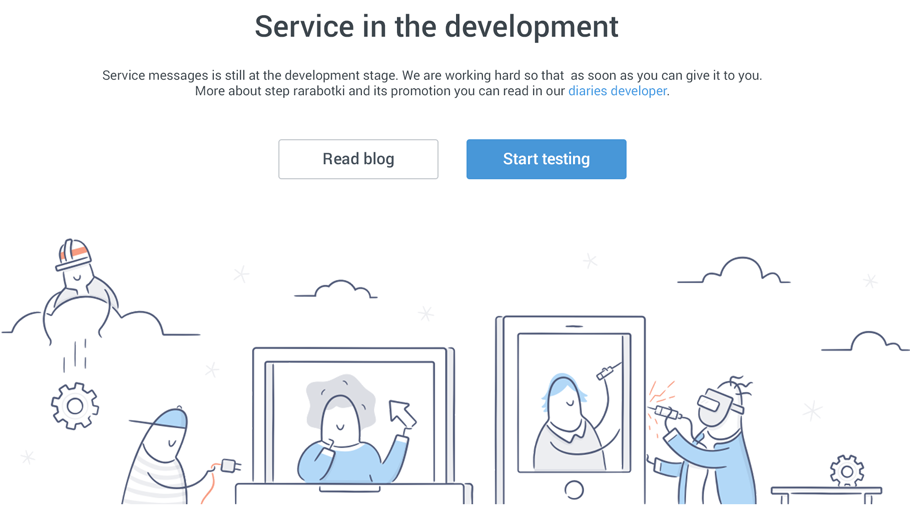 Service in the development
Service messages is still at the development stage. We are working hard so that as soon as you can give it to you.
More about step rarabotki and its promotion you can read in our diaries developer.
Read blog
Start testing